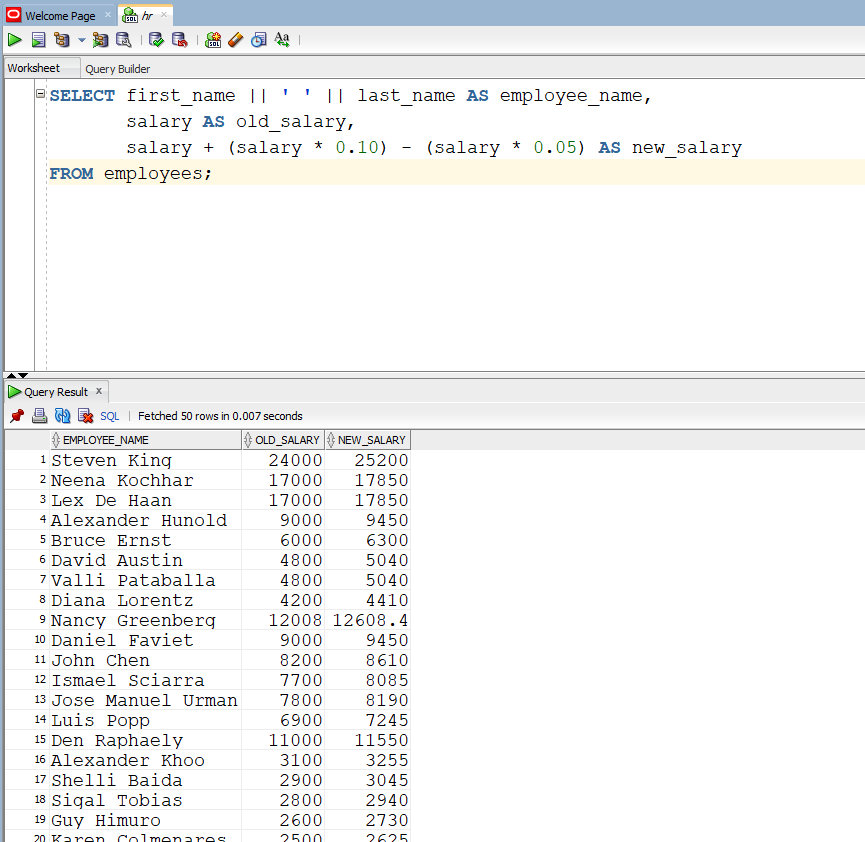 Welcome Page × hr ×
Worksheet Query Builder
SELECT first_name || ' ' || last_name AS employee_name,
salary AS old_salary,
salary + (salary * 0.10) - (salary * 0.05) AS new_salary
FROM employees;
Query Result ×
SQL | Fetched 50 rows in 0.007 seconds
EMPLOYEE_NAME OLD_SALARY NEW_SALARY
1 Steven King 24000 25200
2 Neena Kochhar 17000 17850
3 Lex De Haan 17000 17850
4 Alexander Hunold 9000 9450
5 Bruce Ernst 6000 6300
6 David Austin 4800 5040
7 Valli Pataballa 4800 5040
8 Diana Lorentz 4200 4410
9 Nancy Greenberg 12008 12608.4
10 Daniel Faviet 9000 9450
11 John Chen 8200 8610
12 Ismael Sciarra 7700 8085
13 Jose Manuel Urman 7800 8190
14 Luis Popp 6900 7245
15 Den Raphaely 11000 11550
16 Alexander Khoo 3100 3255
17 Shelli Baida 2900 3045
18 Sigal Tobias 2800 2940
19 Guy Himuro 2600 2730
20 Karen Colmenares 2500 2625